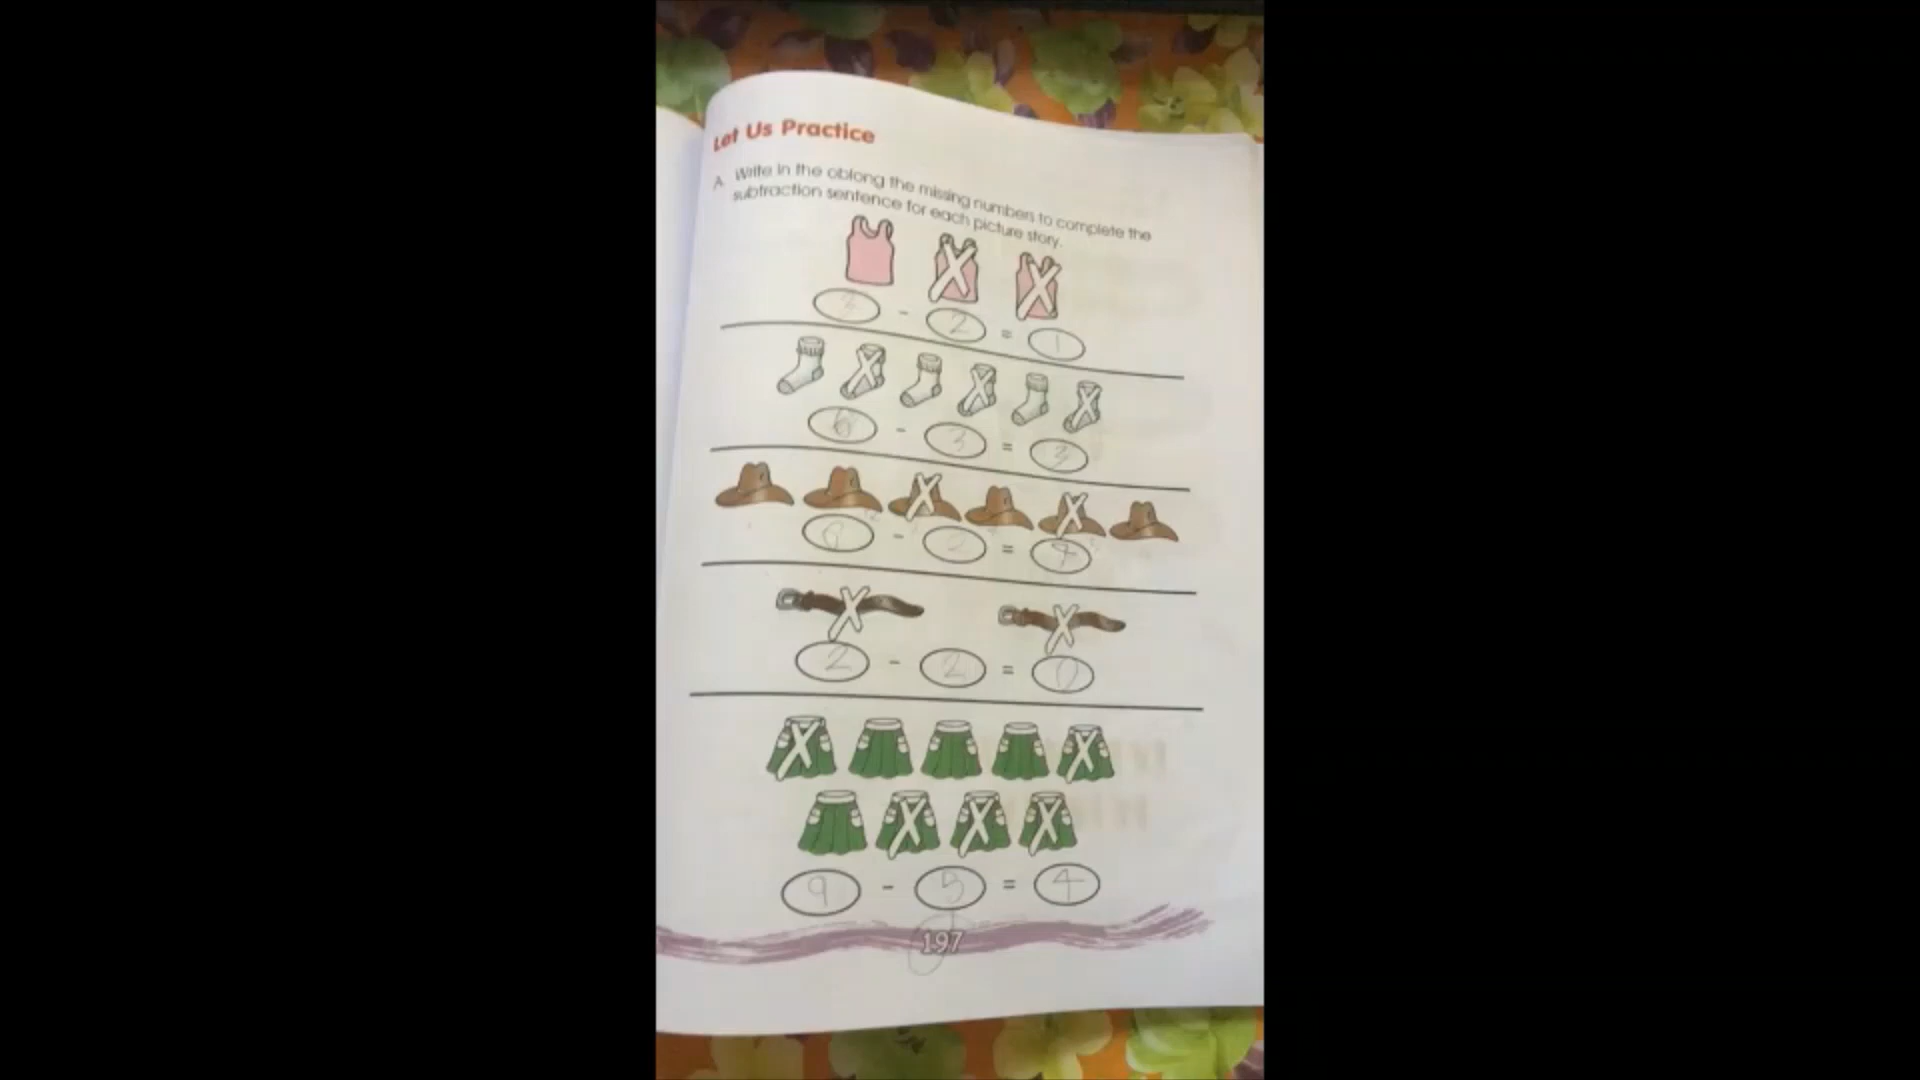 Let Us Practice
A. Write in the oblong the missing numbers to complete the
subtraction sentence for each picture story.
3 - 2 = 1
6 - 3 = 3
6 - 2 = 4
2 - 2 = 0
9 - 5 = 4
197